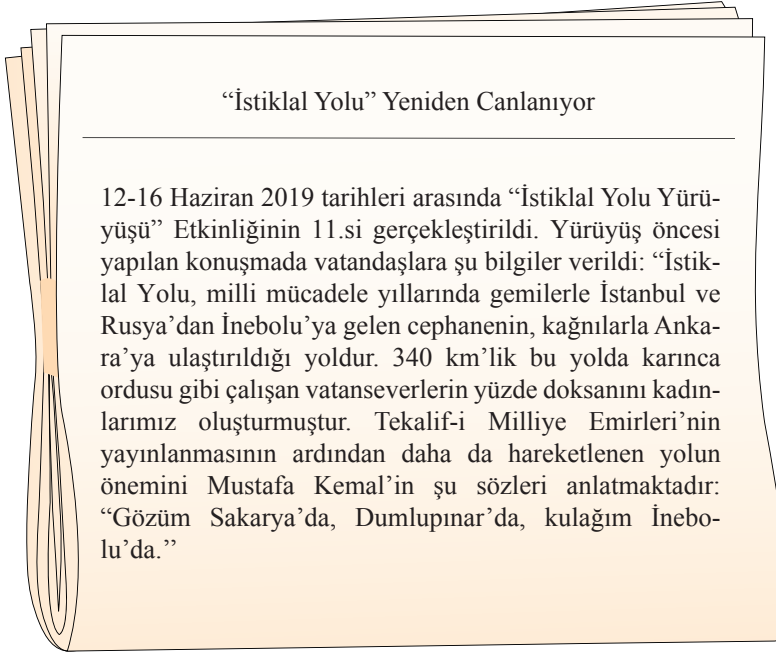 “İstiklal Yolu” Yeniden Canlanıyor
12-16 Haziran 2019 tarihleri arasında “İstiklal Yolu Yürü-
yüşü” Etkinliğinin 11.si gerçekleştirildi. Yürüyüş öncesi
yapılan konuşmada vatandaşlara şu bilgiler verildi: “İstik-
lal Yolu, milli mücadele yıllarında gemilerle İstanbul ve
Rusya’dan İnebolu’ya gelen cephanenin, kağnılarla Anka-
ra’ya ulaştırıldığı yoldur. 340 km’lik bu yolda karınca
ordusu gibi çalışan vatanseverlerin yüzde doksanını kadın-
larımız oluşturmuştur. Tekalif-i Milliye Emirleri’nin
yayınlanmasının ardından daha da hareketlenen yolun
önemini Mustafa Kemal’in şu sözleri anlatmaktadır:
“Gözüm Sakarya’da, Dumlupınar’da, kulağım İnebo-
lu’da.’’